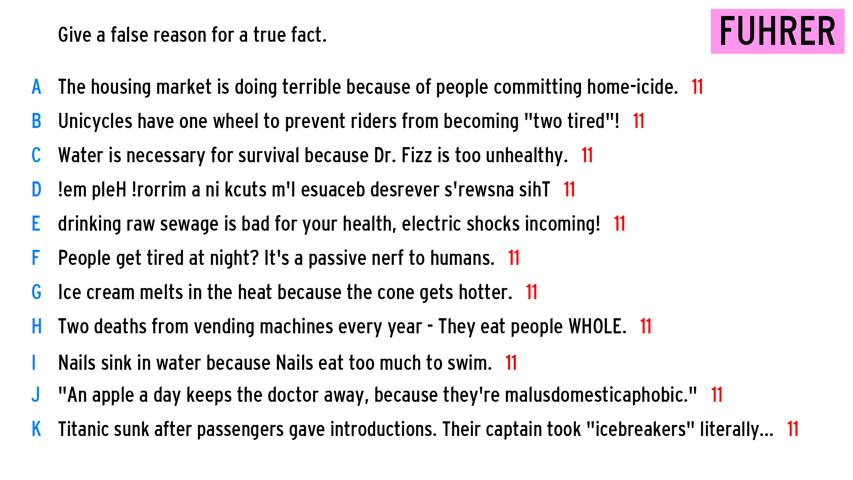 Give a false reason for a true fact.
FUHRER
A The housing market is doing terrible because of people committing home-icide. 11
B Unicycles have one wheel to prevent riders from becoming "two tired"! 11
C Water is necessary for survival because Dr. Fizz is too unhealthy. 11
D !em pleH !rorrim a ni kcuts m'I esuaceb desrever s'rewsna sihT 11
E drinking raw sewage is bad for your health, electric shocks incoming! 11
F People get tired at night? It's a passive nerf to humans. 11
G Ice cream melts in the heat because the cone gets hotter. 11
H Two deaths from vending machines every year - They eat people WHOLE. 11
I Nails sink in water because Nails eat too much to swim. 11
J "An apple a day keeps the doctor away, because they're malusdomesticaphobic." 11
K Titanic sunk after passengers gave introductions. Their captain took "icebreakers" literally... 11